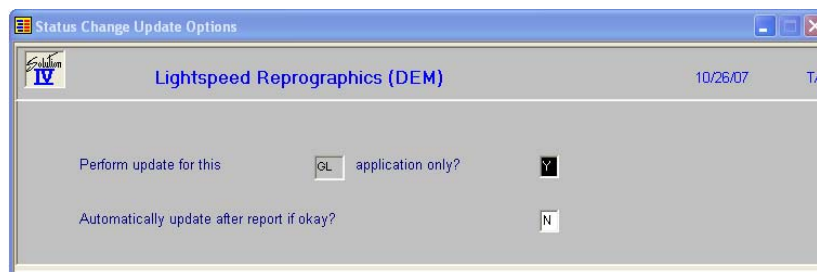 Status Change Update Options
Solution
IV
Lightspeed Reprographics (DEM) 10/26/07
Perform update for this GL application only? Y
Automatically update after report if okay? N